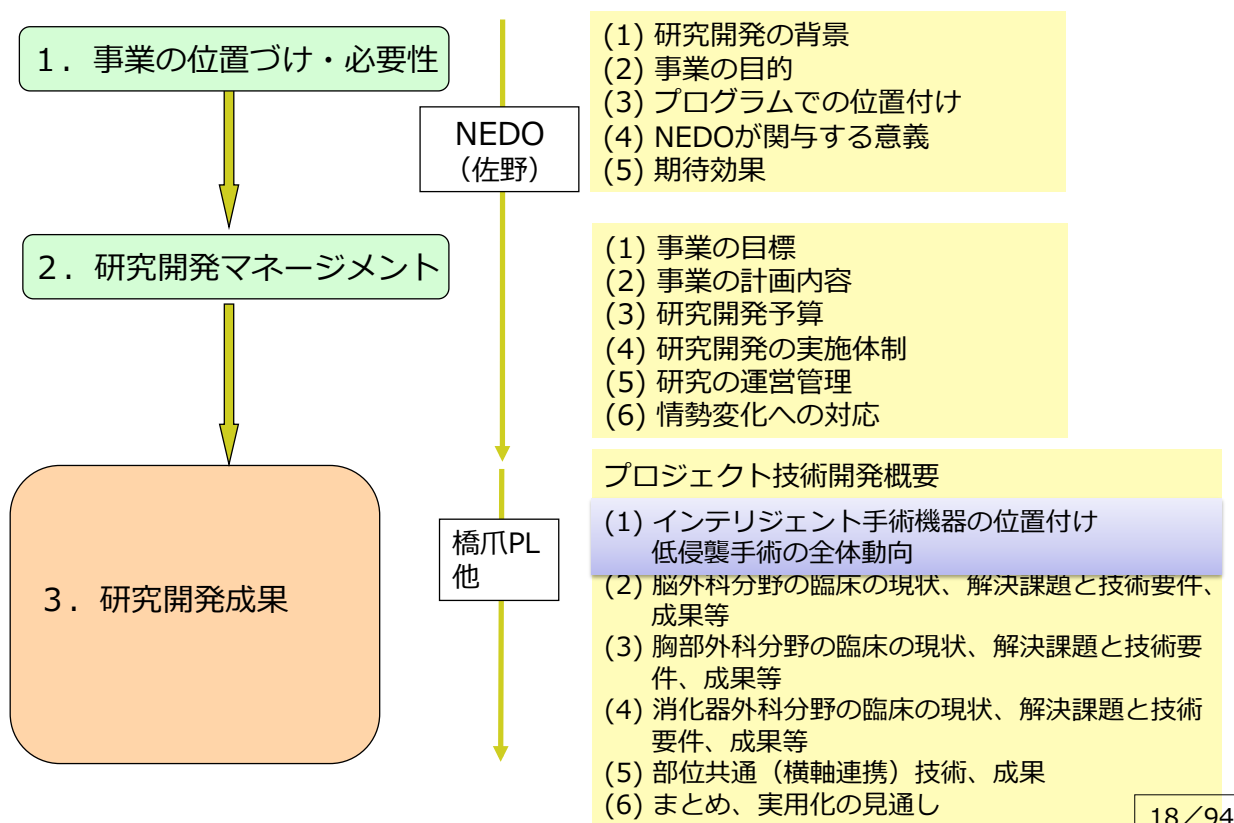 1．事業の位置づけ・必要性
NEDO
（佐野）
(1) 研究開発の背景
(2) 事業の目的
(3) プログラムでの位置付け
(4) NEDOが関与する意義
(5) 期待効果
2．研究開発マネージメント
(1) 事業の目標
(2) 事業の計画内容
(3) 研究開発予算
(4) 研究開発の実施体制
(5) 研究の運営管理
(6) 情勢変化への対応
3．研究開発成果
橋爪PL
他
プロジェクト技術開発概要
(1) インテリジェント手術機器の位置付け
低侵襲手術の全体動向
(2) 脳外科分野の臨床の現状、解決課題と技術要件、
成果等
(3) 胸部外科分野の臨床の現状、解決課題と技術要
件、成果等
(4) 消化器外科分野の臨床の現状、解決課題と技術
要件、成果等
(5) 部位共通（横軸連携）技術、成果
(6) まとめ、実用化の見通し
18／94